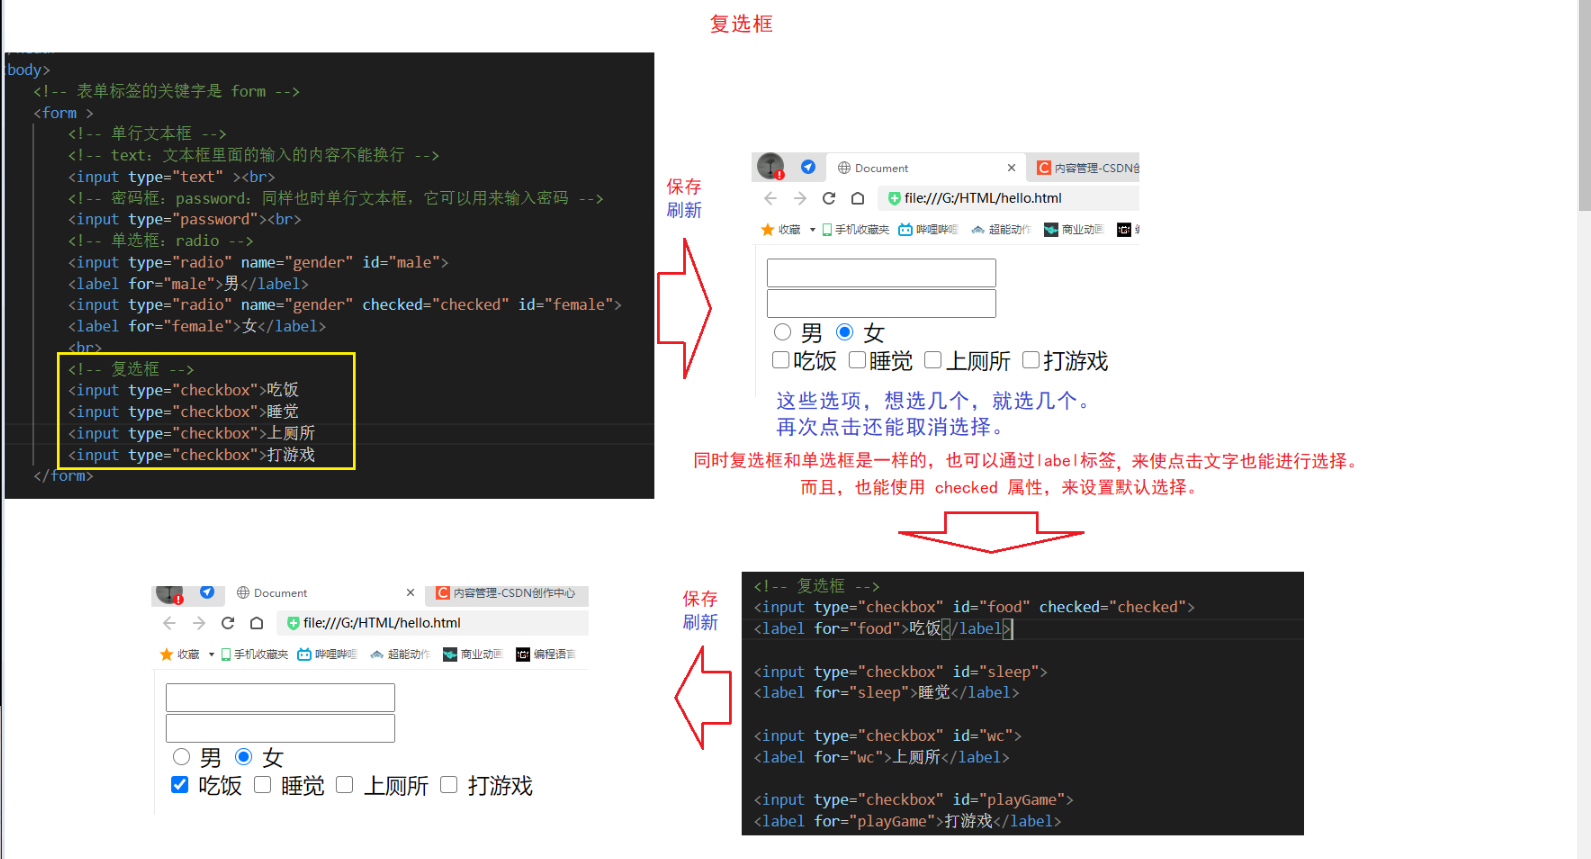 复选框
body>
<!-- 表单标签的关键字是 form -->
<form >
<!-- 单行文本框 -->
<!-- text：文本框里面的输入的内容不能换行 -->
<input type="text" ><br>
<!-- 密码框：password：同样也时单行文本框，它可以用来输入密码 -->
<input type="password"><br>
<!-- 单选框：radio -->
<input type="radio" name="gender" id="male">
<label for="male">男</label>
<input type="radio" name="gender" checked="checked" id="female">
<label for="female">女</label>
<br>
<!-- 复选框 -->
<input type="checkbox">吃饭
<input type="checkbox">睡觉
<input type="checkbox">上厕所
<input type="checkbox">打游戏
</form>
保存
刷新
Document × 内容管理-CSDN创
file:///G:/HTML/hello.html
收藏 手机收藏夹 哔哩哔哩 超能动作 商业动画
男 女
吃饭 睡觉 上厕所 打游戏
这些选项，想选几个，就选几个。
再次点击还能取消选择。
同时复选框和单选框是一样的，也可以通过label标签，来使点击文字也能进行选择。
而且，也能使用 checked 属性，来设置默认选择。
<!-- 复选框 -->
<input type="checkbox" id="food" checked="checked">
<label for="food">吃饭</label>
<input type="checkbox" id="sleep">
<label for="sleep">睡觉</label>
<input type="checkbox" id="wc">
<label for="wc">上厕所</label>
<input type="checkbox" id="playGame">
<label for="playGame">打游戏</label>
保存
刷新
Document × 内容管理-CSDN创作中心
file:///G:/HTML/hello.html
收藏 手机收藏夹 哔哩哔哩 超能动作 商业动画 编程语言
男 女
吃饭 睡觉 上厕所 打游戏